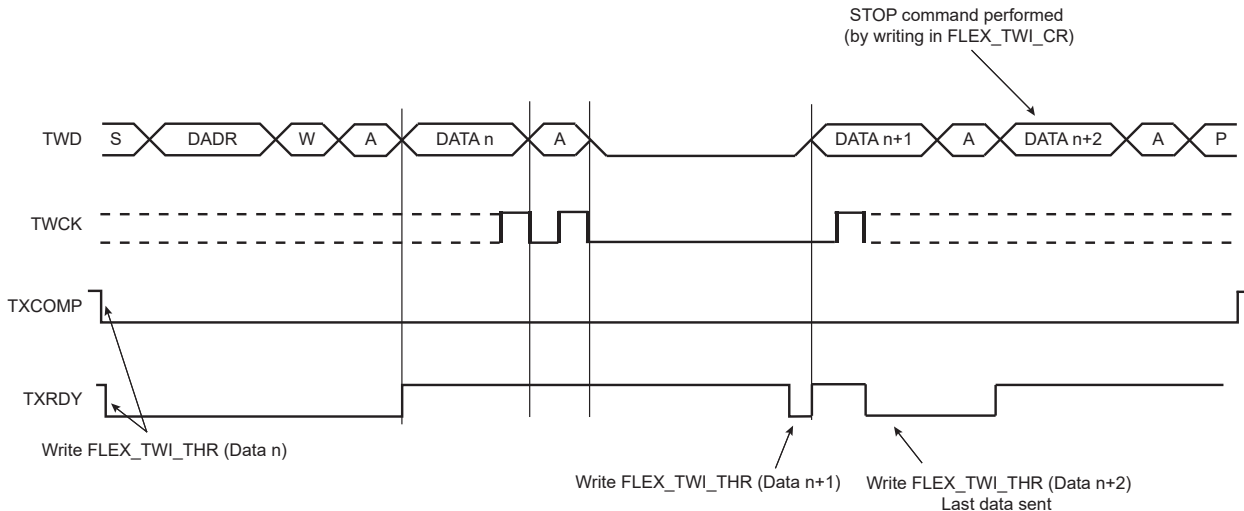 STOP command performed
(by writing in FLEX_TWI_CR)
TWD S DADR W A DATA n A DATA n+1 A DATA n+2 A P
TWCK
TXCOMP
TXRDY
Write FLEX_TWI_THR (Data n)
Write FLEX_TWI_THR (Data n+1) Write FLEX_TWI_THR (Data n+2)
Last data sent